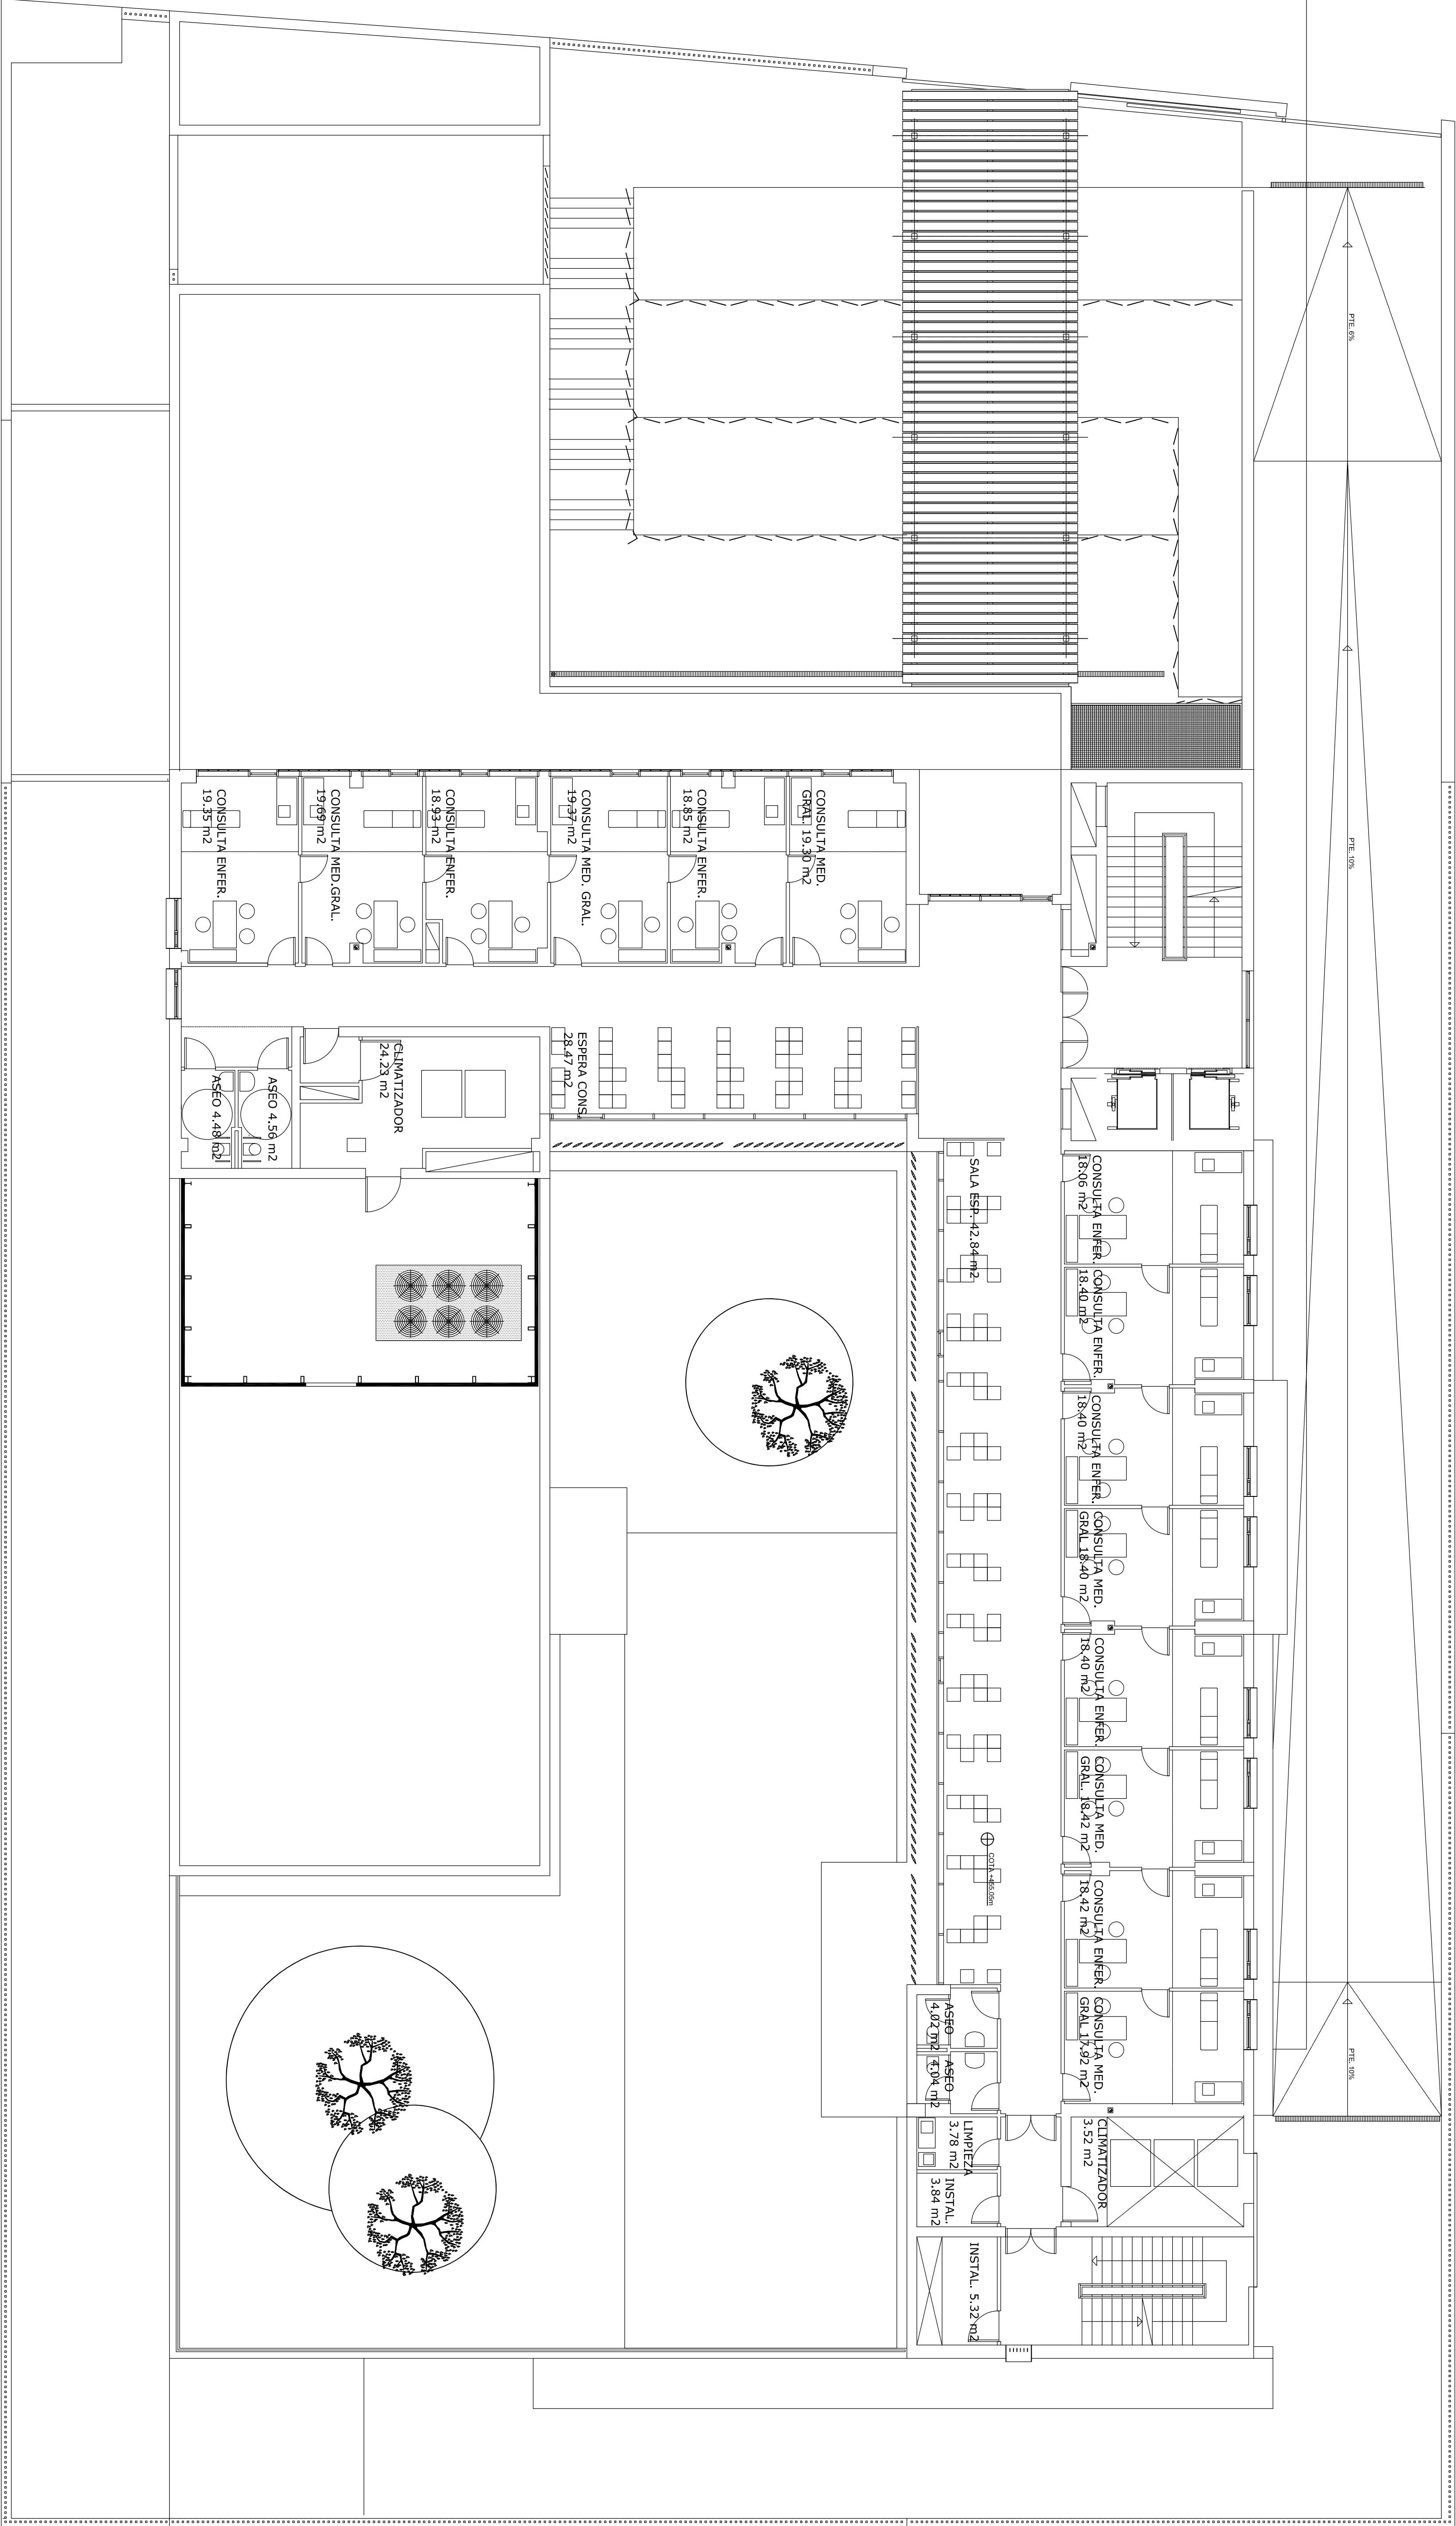 PTE. 6%
PTE. 10%
PTE. 10%
CONSULTA ENFER.
19.35 m2
CONSULTA MED.GRAL.
19.69 m2
CONSULTA ENFER.
18.93 m2
CONSULTA MED. GRAL.
19.37 m2
CONSULTA ENFER.
18.85 m2
CONSULTA MED.
GRAL. 19.30 m2
ASEO 4.48 m2
ASEO 4.56 m2
CLIMATIZADOR
24.23 m2
ESPERA CONS.
28.47 m2
SALA ESP. 42.84 m2
CONSULTA ENFER.
18.06 m2
CONSULTA ENFER.
18.40 m2
CONSULTA ENFER.
18.40 m2
CONSULTA MED.
GRAL 18.40 m2
CONSULTA ENFER.
18.40 m2
CONSULTA MED.
GRAL. 18.42 m2
CONSULTA ENFER.
18.42 m2
CONSULTA MED.
GRAL 17.92 m2
COTA +455.05m
ASEO
4.02 m2
ASEO
4.04 m2
LIMPIEZA
3.78 m2
INSTAL.
3.84 m2
CLIMATIZADOR
3.52 m2
INSTAL. 5.32 m2